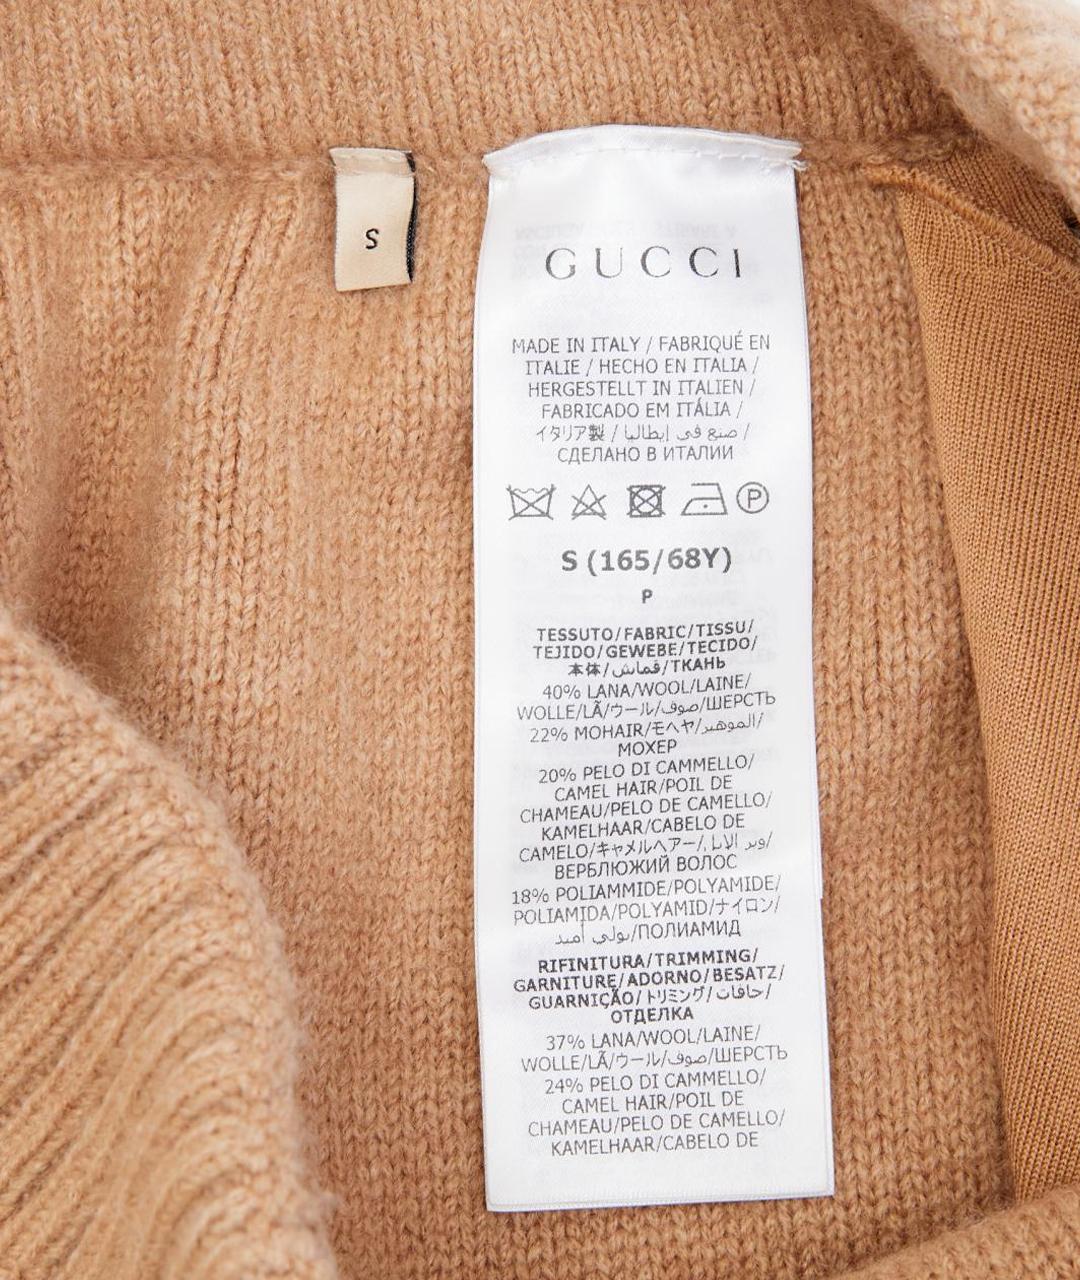 S
GUCCI
MADE IN ITALY / FABRIQUÉ EN
ITALIE / HECHO EN ITALIA /
HERGESTELLT IN ITALIEN /
FABRICADO EM ITÁLIA /
イタリア製 / صنع في إيطاليا /
СДЕЛАНО В ИТАЛИИ
P
S (165/68Y)
P
TESSUTO/FABRIC/TISSU/
TEJIDO/GEWEBE/TECIDO/
本体/قماش/ТКАНЬ
40% LANA/WOOL/LAINE/
WOLLE/LÃ/ウール/صوف/ШЕРСТЬ
22% MOHAIR/モヘヤ/الموهير/
МОХЕР
20% PELO DI CAMMELLO/
CAMEL HAIR/POIL DE
CHAMEAU/PELO DE CAMELLO/
KAMELHAAR/CABELO DE
CAMELO/キャメルヘアー/وبر الابل/
ВЕРБЛЮЖИЙ ВОЛОС
18% POLIAMMIDE/POLYAMIDE/
POLIAMIDA/POLYAMID/ナイロン/
بولي أميد/ПОЛИАМИД
RIFINITURA/TRIMMING/
GARNITURE/ADORNO/BESATZ/
GUARNIÇÃO/トリミング/حافات/
ОТДЕЛКА
37% LANA/WOOL/LAINE/
WOLLE/LÃ/ウール/صوف/ШЕРСТЬ
24% PELO DI CAMMELLO/
CAMEL HAIR/POIL DE
CHAMEAU/PELO DE CAMELLO/
KAMELHAAR/CABELO DE